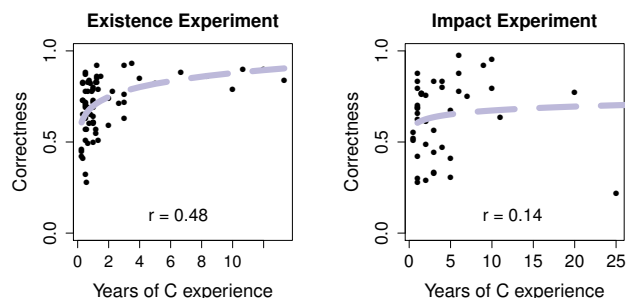 Existence Experiment
Correctness
1.0
0.5
0.0
r = 0.48
0 2 4 6 8 10
Years of C experience
Impact Experiment
Correctness
1.0
0.5
0.0
r = 0.14
0 5 10 15 20 25
Years of C experience